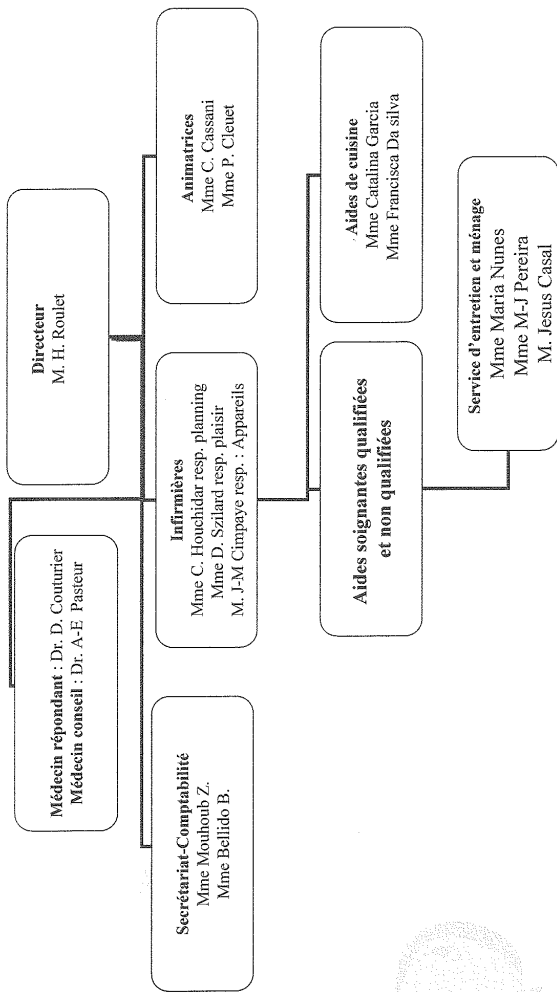 Directeur
M. H. Roulet
Médecin répondant : Dr. D. Couturier
Médecin conseil : Dr. A-E Pasteur
Secrétariat-Comptabilité
Mme Mouhoub Z.
Mme Bellido B.
Infirmières
Mme C. Houchidar resp. planning
Mme D. Szilard resp. plaisir
M. J-M Cimpaye resp. : Appareils
Animatrices
Mme C. Cassani
Mme P. Cleuet
Aides soignantes qualifiées
et non qualifiées
Aides de cuisine
Mme Catalina Garcia
Mme Francisca Da silva
Service d'entretien et ménage
Mme Maria Nunes
Mme M-J Pereira
M. Jesus Casal